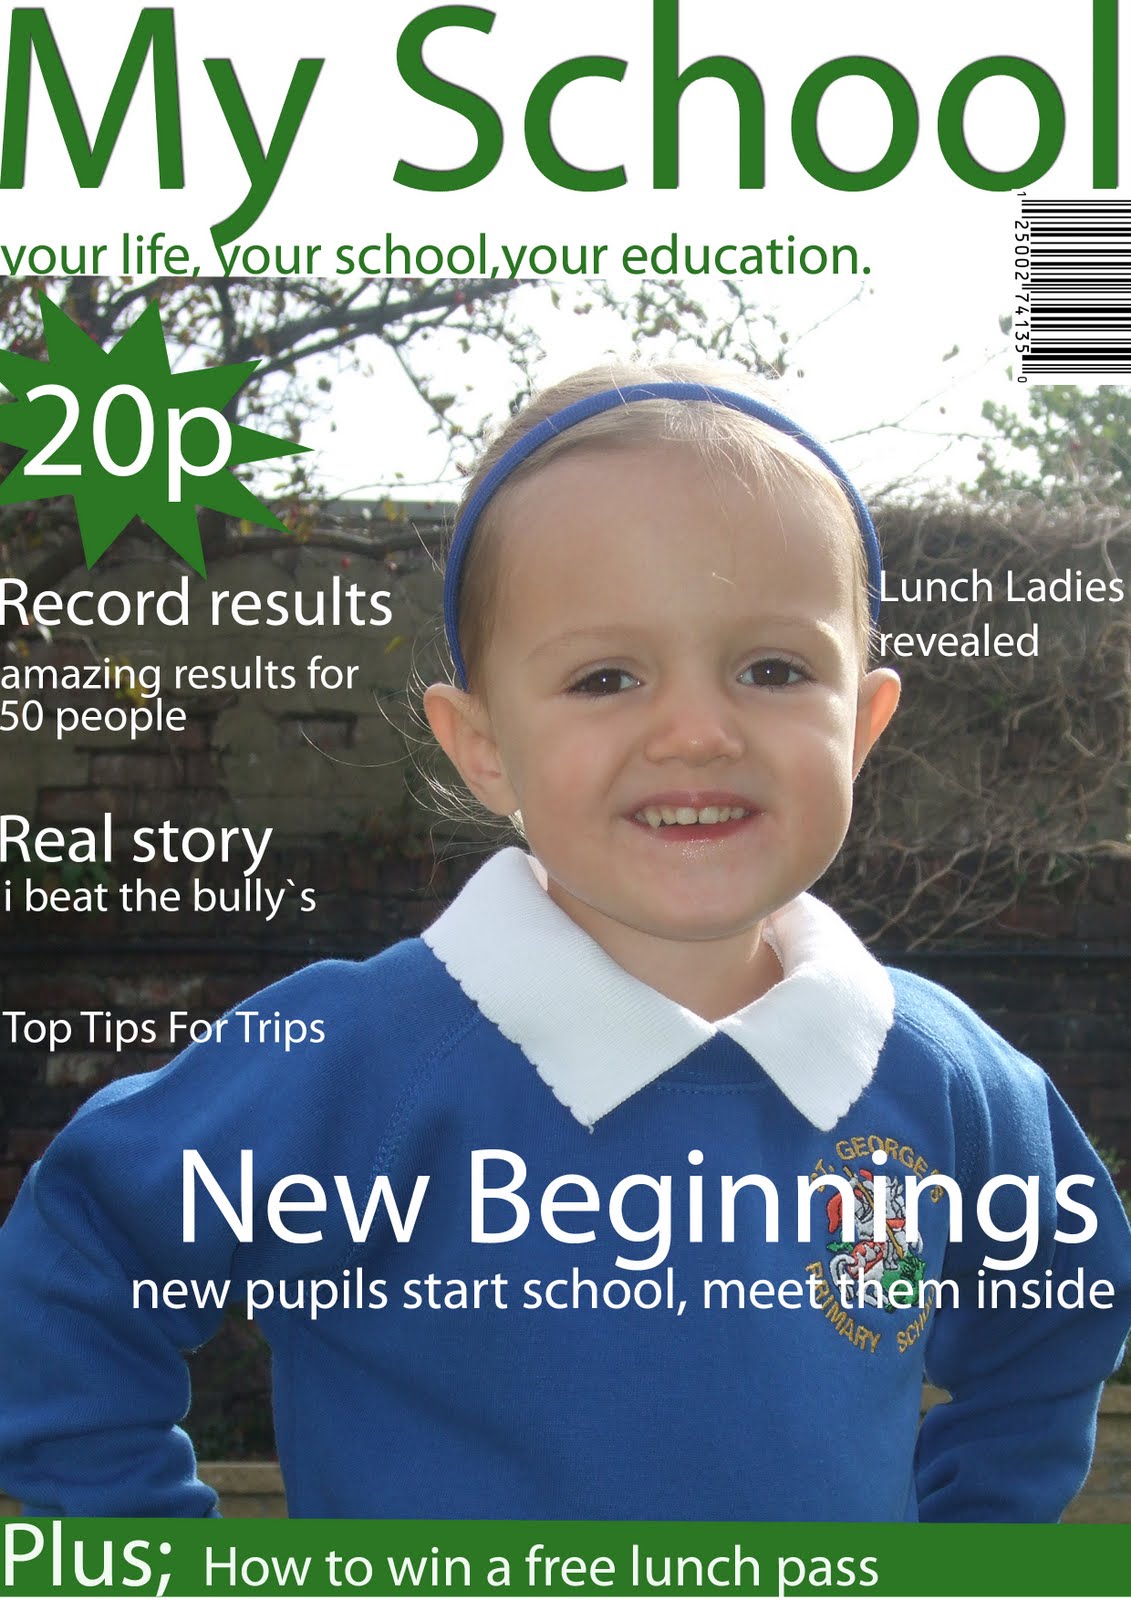 My School
your life, your school,your education.
1 25002 74135 0
20p
Record results
amazing results for
50 people
Lunch Ladies
revealed
Real story
i beat the bully`s
Top Tips For Trips
ST. GEORGE'S
PRIMARY SCHOOL
New Beginnings
new pupils start school, meet them inside
Plus; How to win a free lunch pass